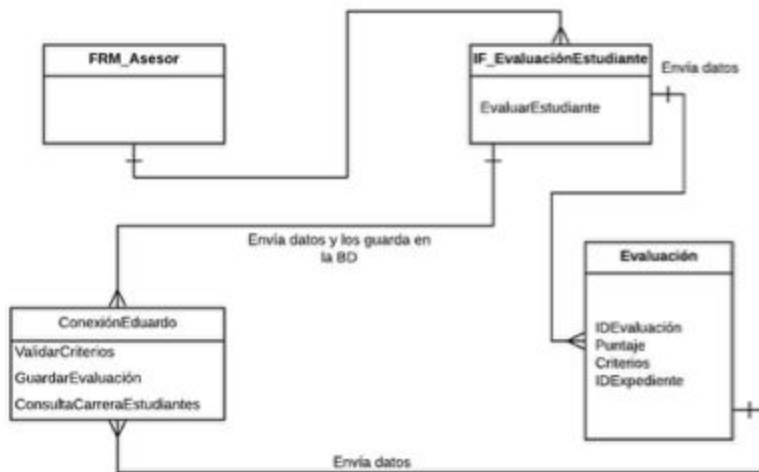 FRM_Asesor
IF_EvaluaciónEstudiante
Envía datos
EvaluarEstudiante
Envía datos y los guarda en
la BD
Evaluación
ConexiónEduardo
ValidarCriterios
GuardarEvaluación
ConsultaCarreraEstudiantes
IDEvaluación
Puntaje
Criterios
IDExpediente
Envía datos